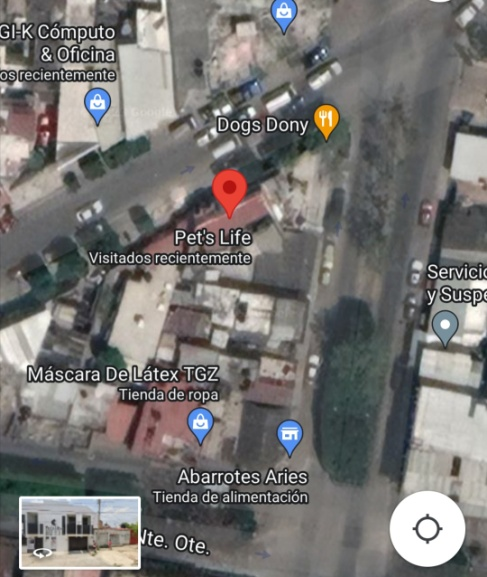 GI-K Cómputo
& Oficina
os recientemente
Dogs Dony
Pet's Life
Visitados recientemente
Servicio
y Suspe
Máscara De Látex TGZ
Tienda de ropa
Abarrotes Aries
Tienda de alimentación
Nte. Ote.